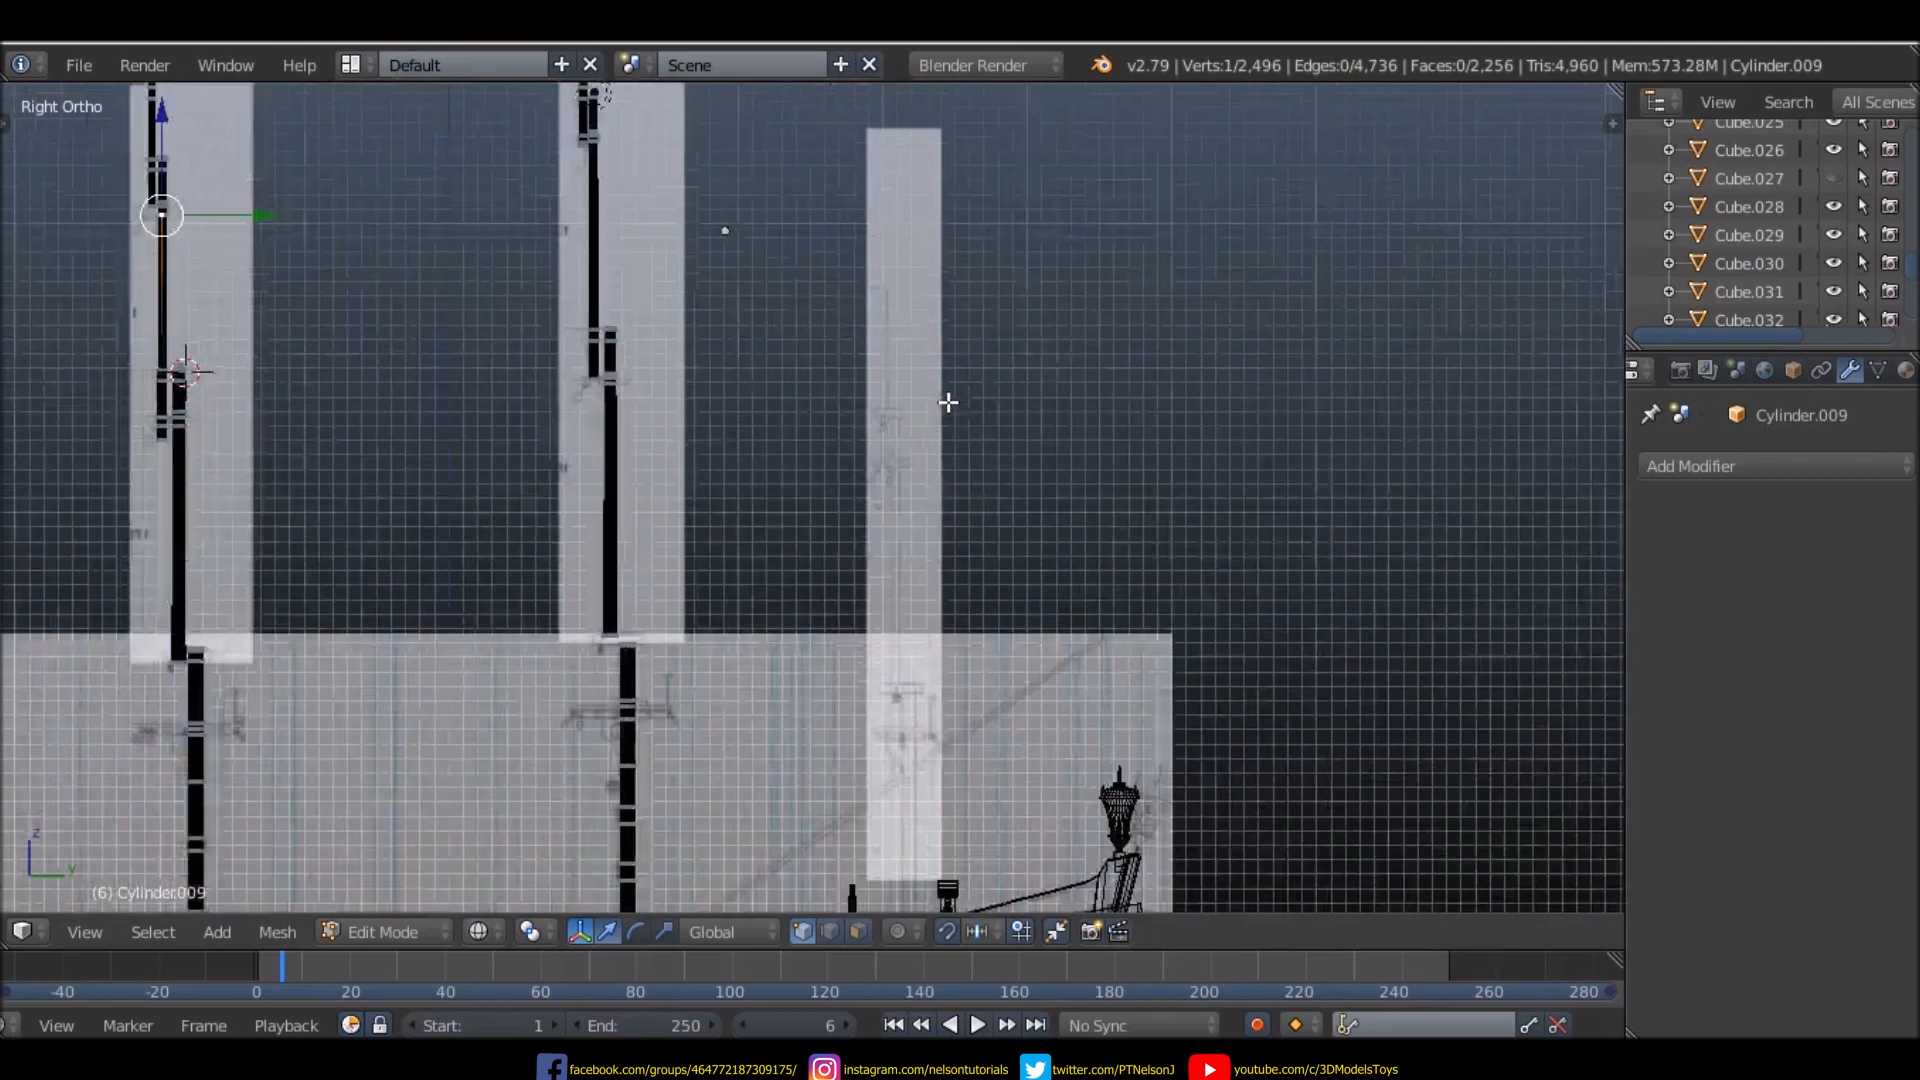 File Render Window Help Default Scene Blender Render v2.79 | Verts:1/2,496 | Edges:0/4,736 | Faces:0/2,256 | Tris:4,960 | Mem:573.28M | Cylinder.009
Right Ortho
View Search All Scenes
Cube.025
Cube.026
Cube.027
Cube.028
Cube.029
Cube.030
Cube.031
Cube.032
Cylinder.009
Add Modifier
z
y
(6) Cylinder.009
View Select Add Mesh Edit Mode Global
-40 -20 0 20 40 60 80 100 120 140 160 180 200 220 240 260 280
View Marker Frame Playback Start: 1 End: 250 6 No Sync
facebook.com/groups/464772187309175/ instagram.com/nelsontutorials twitter.com/PTNelsonJ youtube.com/c/3DModelsToys